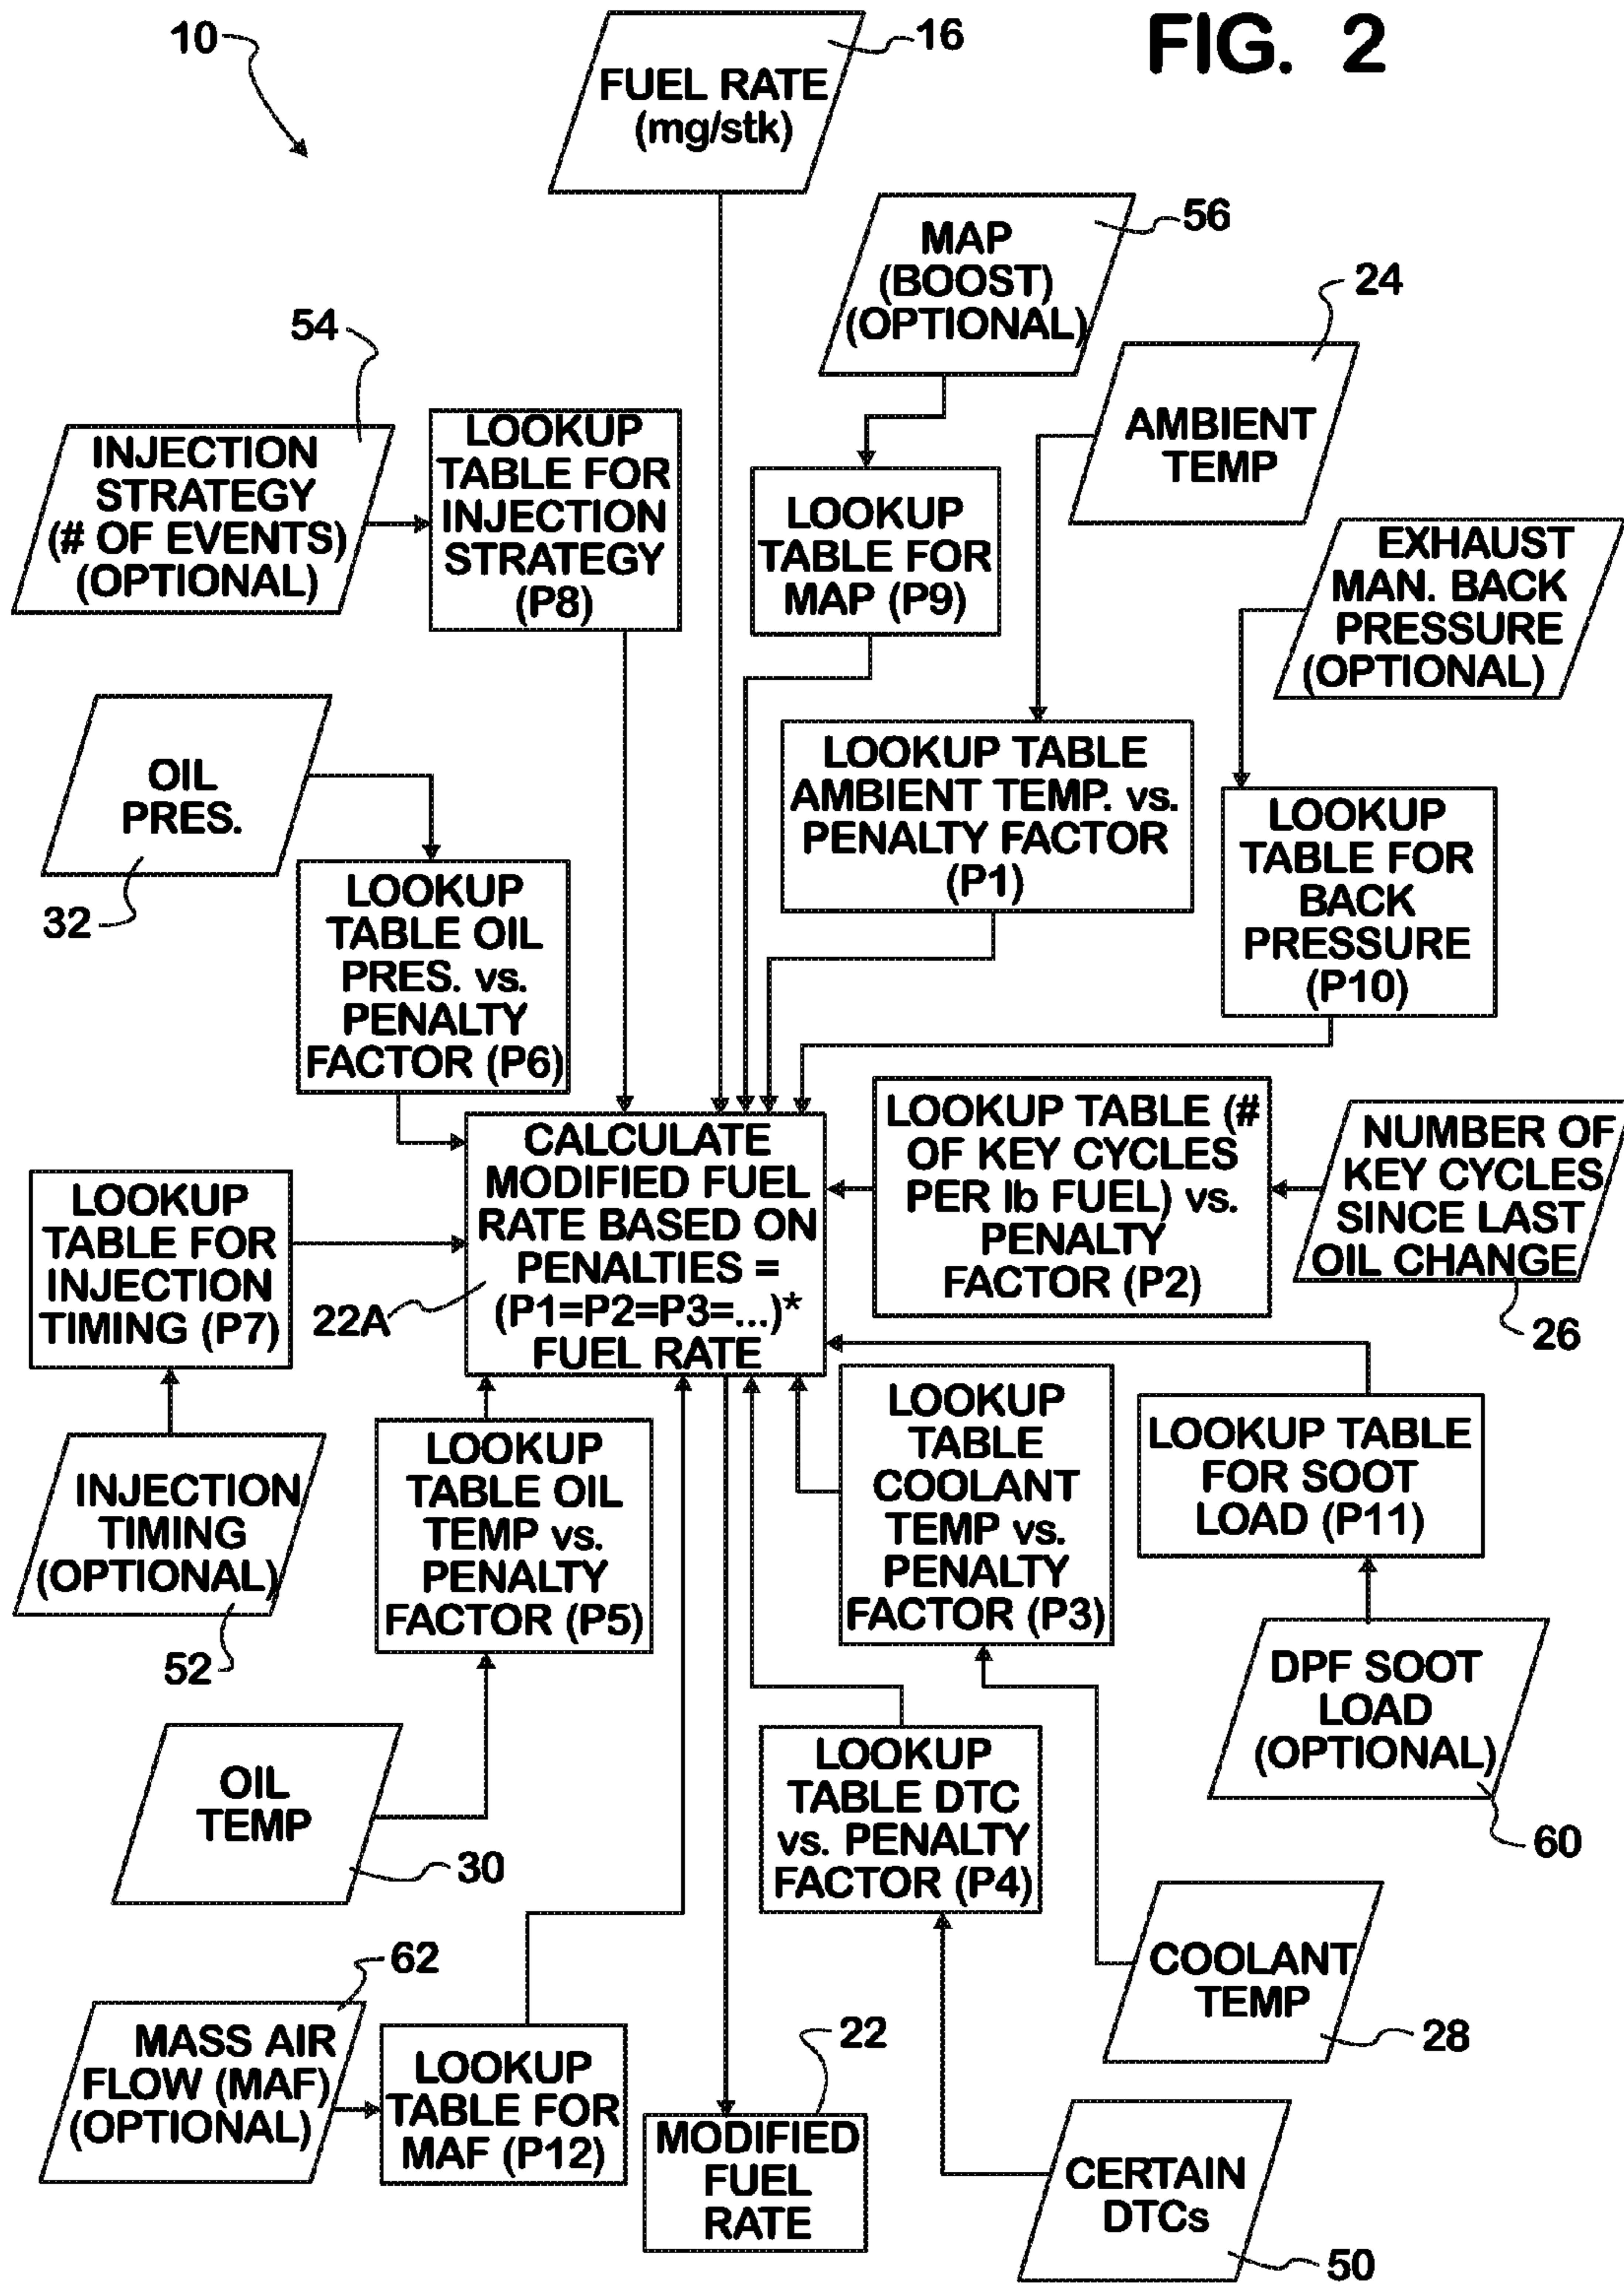 FIG. 2
10
16
FUEL RATE
(mg/stk)
56
MAP
(BOOST)
(OPTIONAL)
24
AMBIENT
TEMP
54
INJECTION
STRATEGY
(# OF EVENTS)
(OPTIONAL)
LOOKUP
TABLE FOR
INJECTION
STRATEGY
(P8)
LOOKUP
TABLE FOR
MAP (P9)
EXHAUST
MAN. BACK
PRESSURE
(OPTIONAL)
OIL
PRES.
32
LOOKUP TABLE
AMBIENT TEMP. vs.
PENALTY FACTOR
(P1)
LOOKUP
TABLE FOR
BACK
PRESSURE
(P10)
LOOKUP
TABLE OIL
PRES. vs.
PENALTY
FACTOR (P6)
CALCULATE
MODIFIED FUEL
RATE BASED ON
PENALTIES =
(P1=P2=P3=...)*
FUEL RATE
22A
LOOKUP TABLE (#
OF KEY CYCLES
PER lb FUEL) vs.
PENALTY
FACTOR (P2)
NUMBER OF
KEY CYCLES
SINCE LAST
OIL CHANGE
26
LOOKUP
TABLE FOR
INJECTION
TIMING (P7)
INJECTION
TIMING
(OPTIONAL)
52
LOOKUP
TABLE OIL
TEMP vs.
PENALTY
FACTOR (P5)
LOOKUP
TABLE
COOLANT
TEMP vs.
PENALTY
FACTOR (P3)
LOOKUP TABLE
FOR SOOT
LOAD (P11)
DPF SOOT
LOAD
(OPTIONAL)
60
OIL
TEMP
30
LOOKUP
TABLE DTC
vs. PENALTY
FACTOR (P4)
COOLANT
TEMP
28
62
MASS AIR
FLOW (MAF)
(OPTIONAL)
LOOKUP
TABLE FOR
MAF (P12)
22
MODIFIED
FUEL
RATE
CERTAIN
DTCs
50